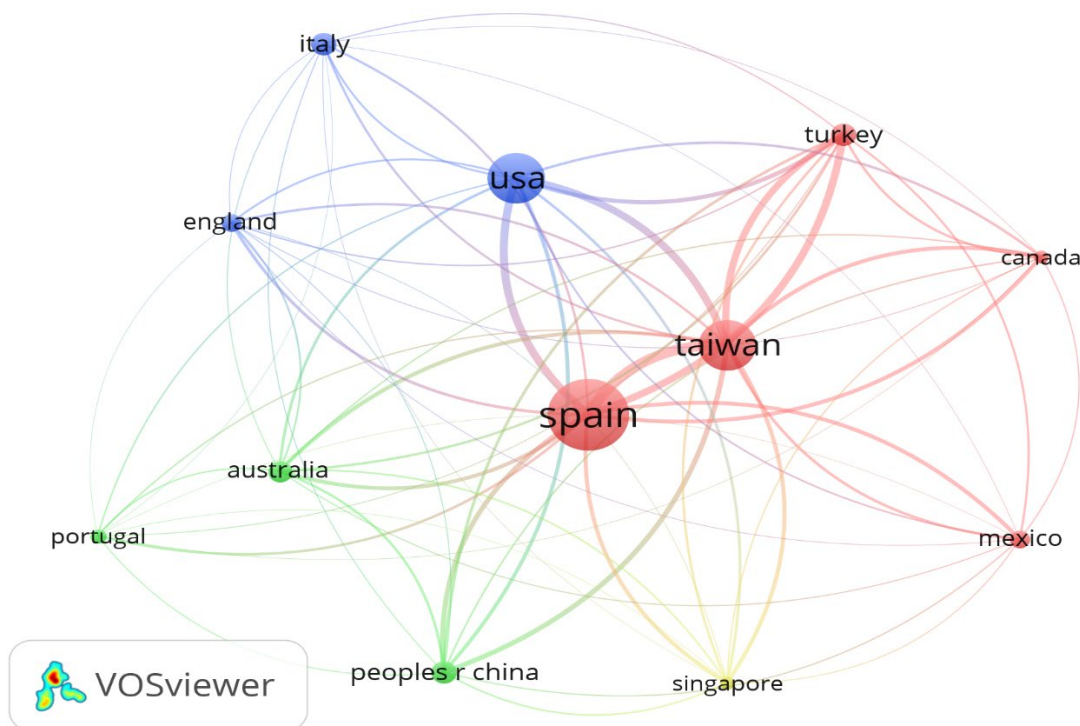 italy
turkey
usa
england
canada
taiwan
spain
australia
portugal
mexico
peoples r china
singapore
VOSviewer